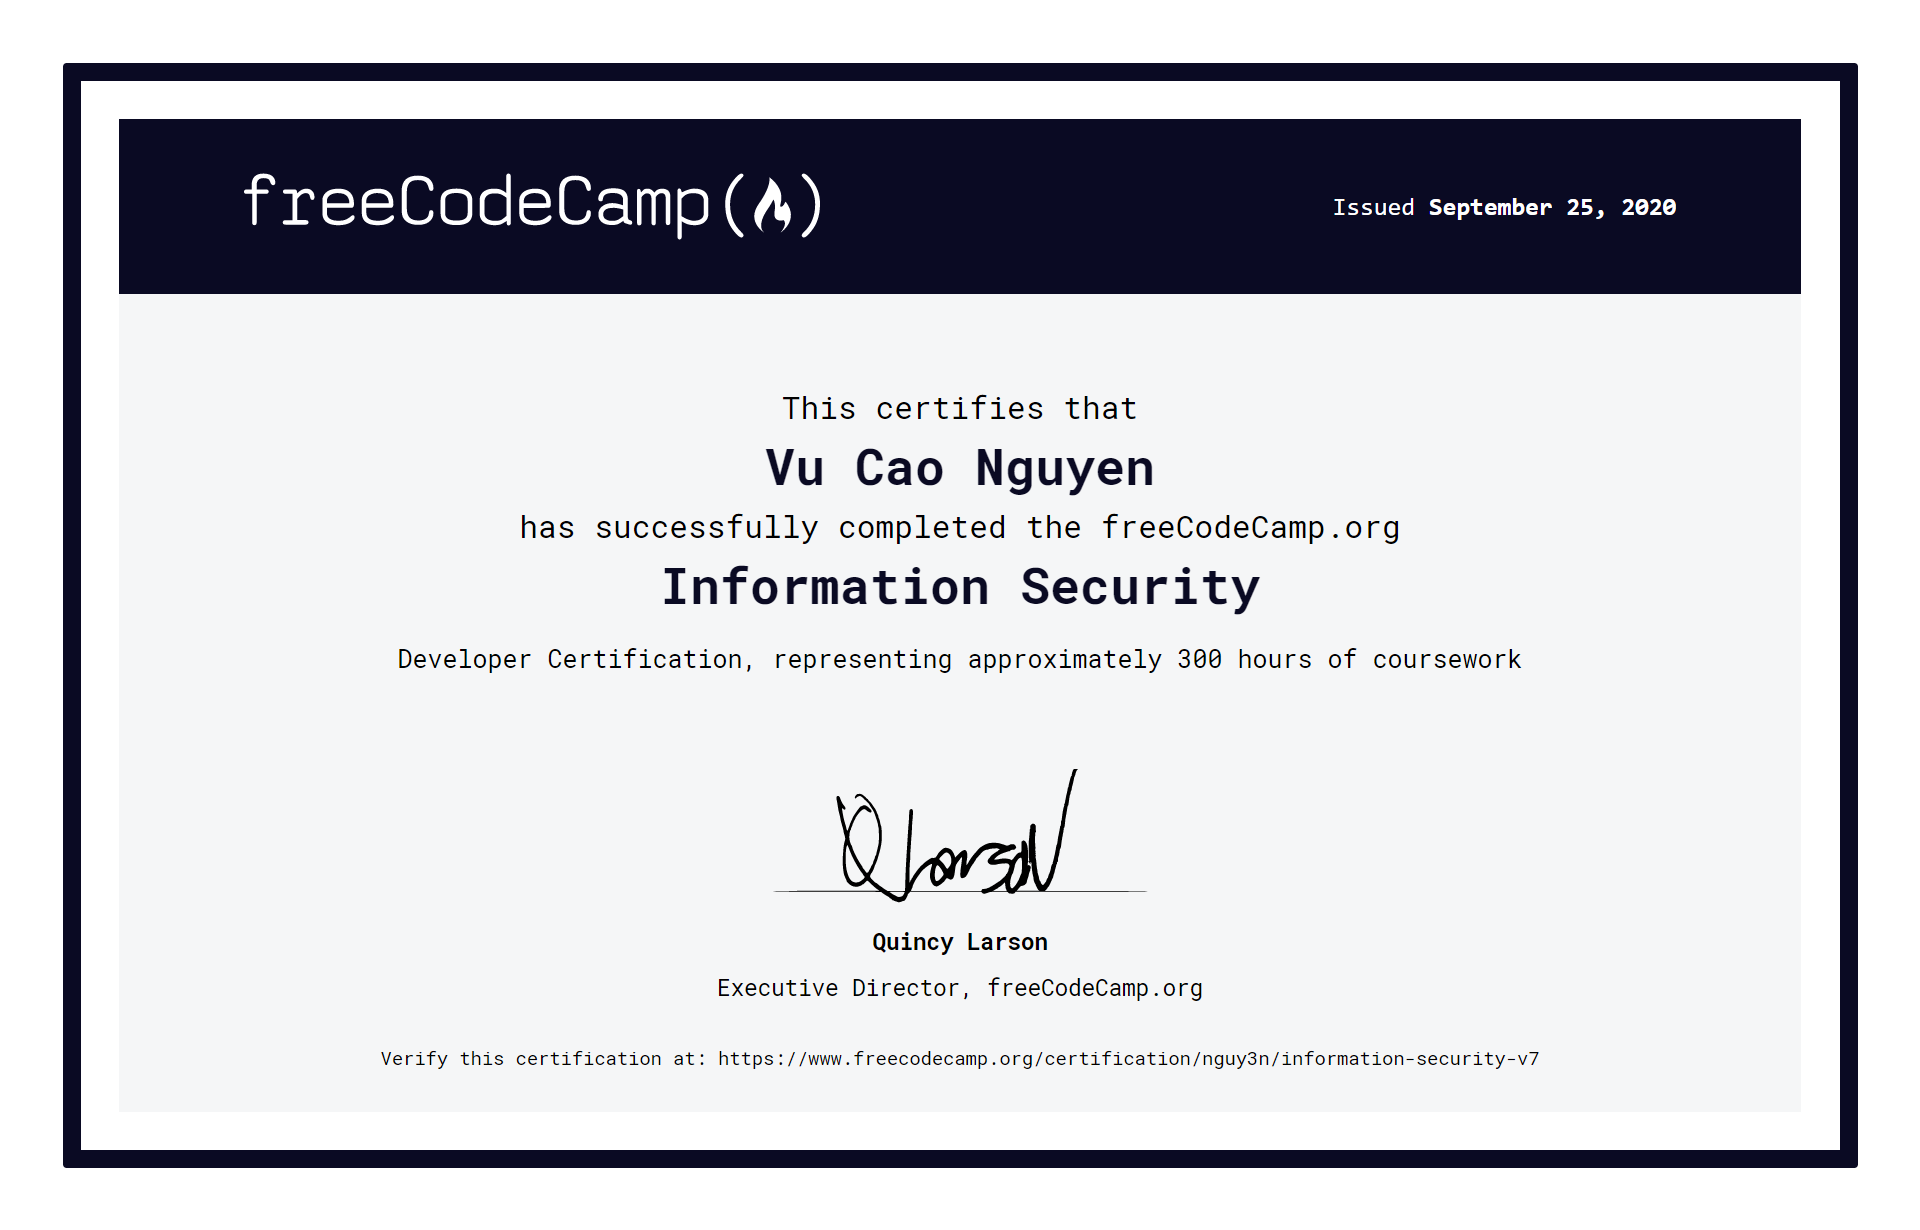 freeCodeCamp()
Issued September 25, 2020
This certifies that
Vu Cao Nguyen
has successfully completed the freeCodeCamp.org
Information Security
Developer Certification, representing approximately 300 hours of coursework
Q Larson
Quincy Larson
Executive Director, freeCodeCamp.org
Verify this certification at: https://www.freecodecamp.org/certification/nguy3n/information-security-v7